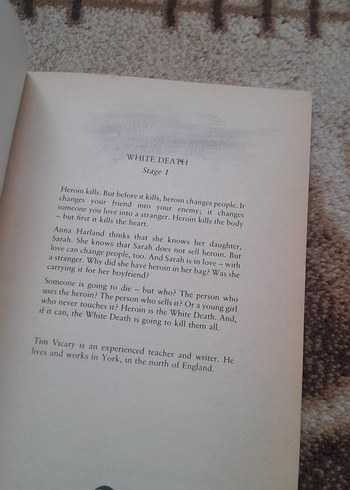 WHITE DEATH
Stage 1
Heroin kills. But before it kills, heroin changes people. It
changes your friend into your enemy; it changes
someone you love into a stranger. Heroin kills the body
– but first it kills the heart.
Anna Harland thinks that she knows her daughter,
Sarah. She knows that Sarah does not sell heroin. But
love can change people, too. And Sarah is in love – with
a stranger. Why did she have heroin in her bag? Was she
carrying it for her boyfriend?
Someone is going to die – but who? The person who
uses the heroin? The person who sells it? Or a young girl
who never touches it? Heroin is the White Death. And,
if it can, the White Death is going to kill them all.
Tim Vicary is an experienced teacher and writer. He
lives and works in York, in the north of England.